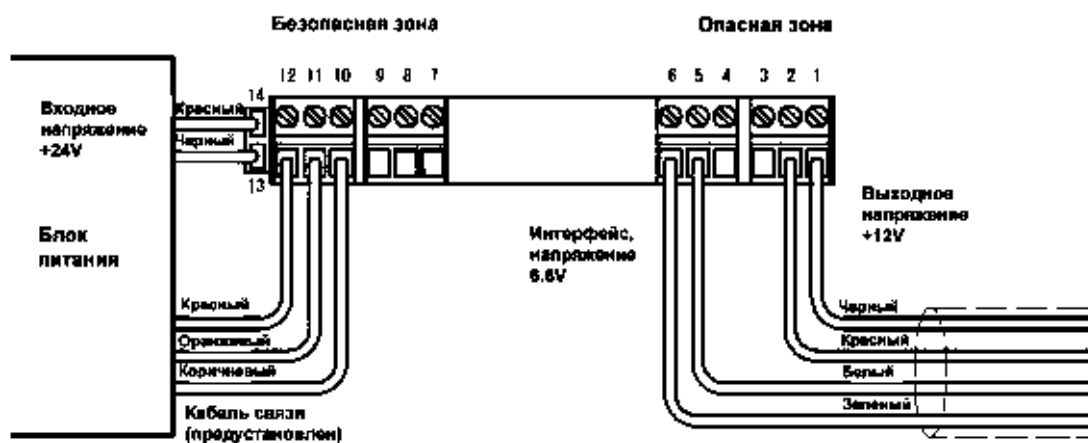 Безопасная зона
Опасная зона
12 11 10 9 8 7
6 5 4 3 2 1
14
Красный
Входное
напряжение
+24V
Черный
13
Выходное
напряжение
+12V
Блок
питания
Интерфейс,
напряжение
6.6V
Красный
Черный
Оранжевый
Красный
Коричневый
Белый
Зеленый
Кабель связи
(предустановлен)